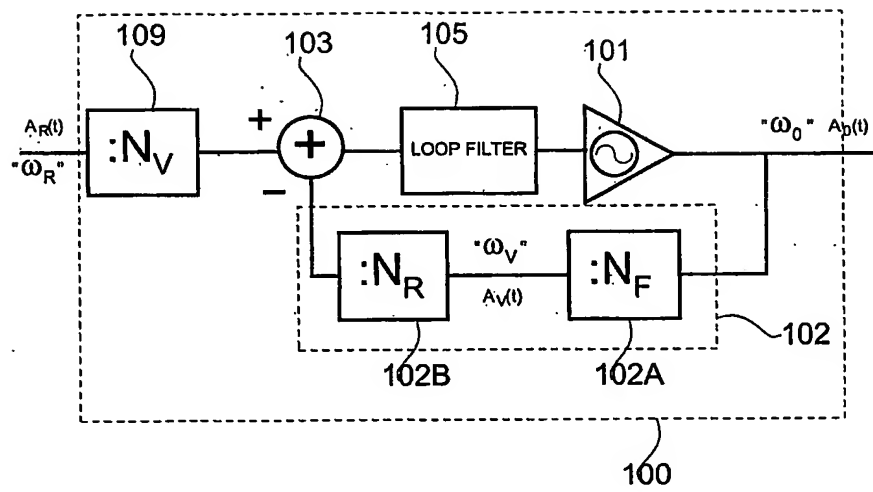 109
103
105
101
A_R(t)
"ω_R"
:N_V
+
+
−
LOOP FILTER
"ω_0" A_0(t)
:N_R
"ω_V"
A_V(t)
:N_F
102
102B
102A
100